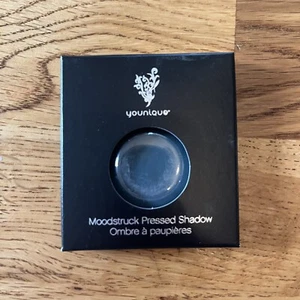 younique®
Moodstruck Pressed Shadow
Ombre à paupières